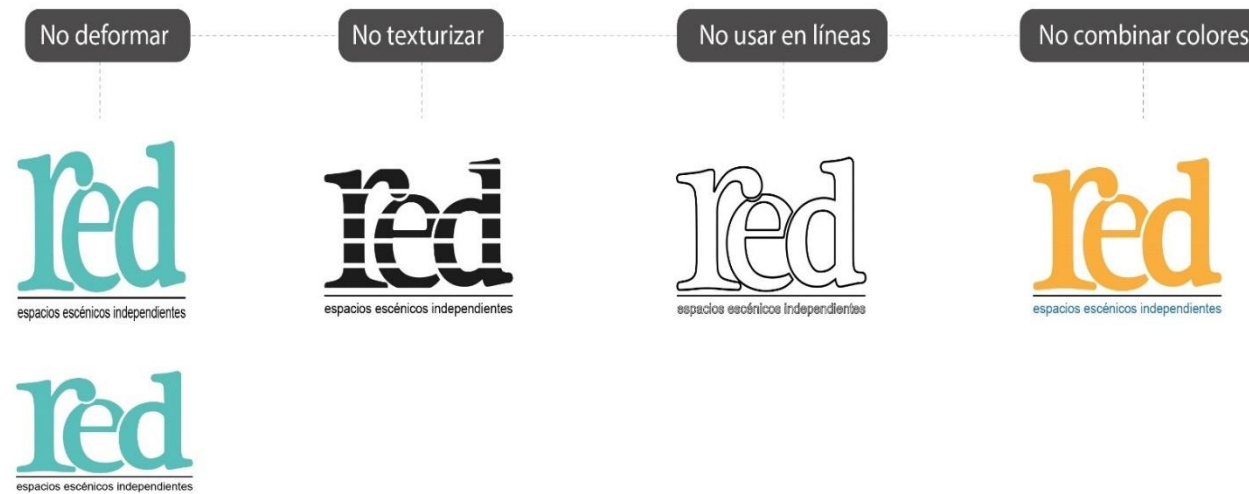 No deformar
No texturizar
No usar en líneas
No combinar colores
red
espacios escénicos independientes
red
espacios escénicos independientes
red
espacios escénicos independientes
red
espacios escénicos independientes
red
espacios escénicos independientes